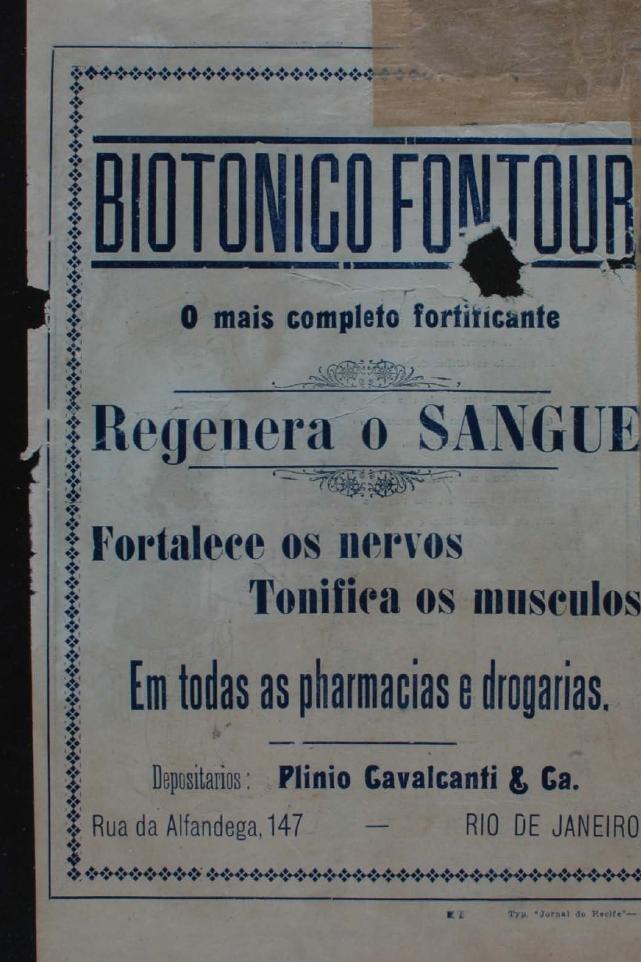 BIOTONICO FONTOUR
O mais completo fortificante
Regenera o SANGUE
Fortalece os nervos
Tonifica os musculos
Em todas as pharmacias e drogarias.
Depositarios: Plinio Cavalcanti & Ca.
Rua da Alfandega, 147 — RIO DE JANEIRO
Typ. "Jornal do Recife"—